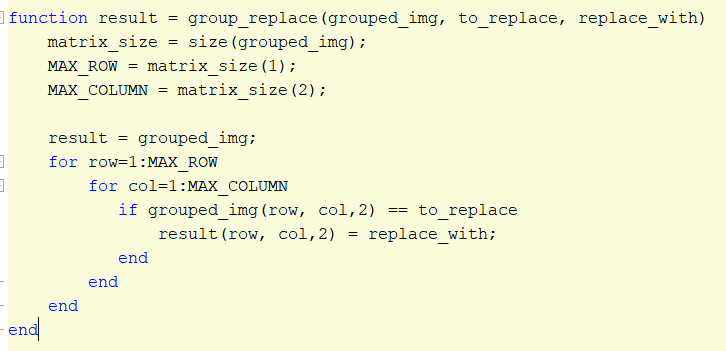 function result = group_replace(grouped_img, to_replace, replace_with)
    matrix_size = size(grouped_img);
    MAX_ROW = matrix_size(1);
    MAX_COLUMN = matrix_size(2);

    result = grouped_img;
    for row=1:MAX_ROW
        for col=1:MAX_COLUMN
           if grouped_img(row, col,2) == to_replace
               result(row, col,2) = replace_with;
           end
        end
    end
end